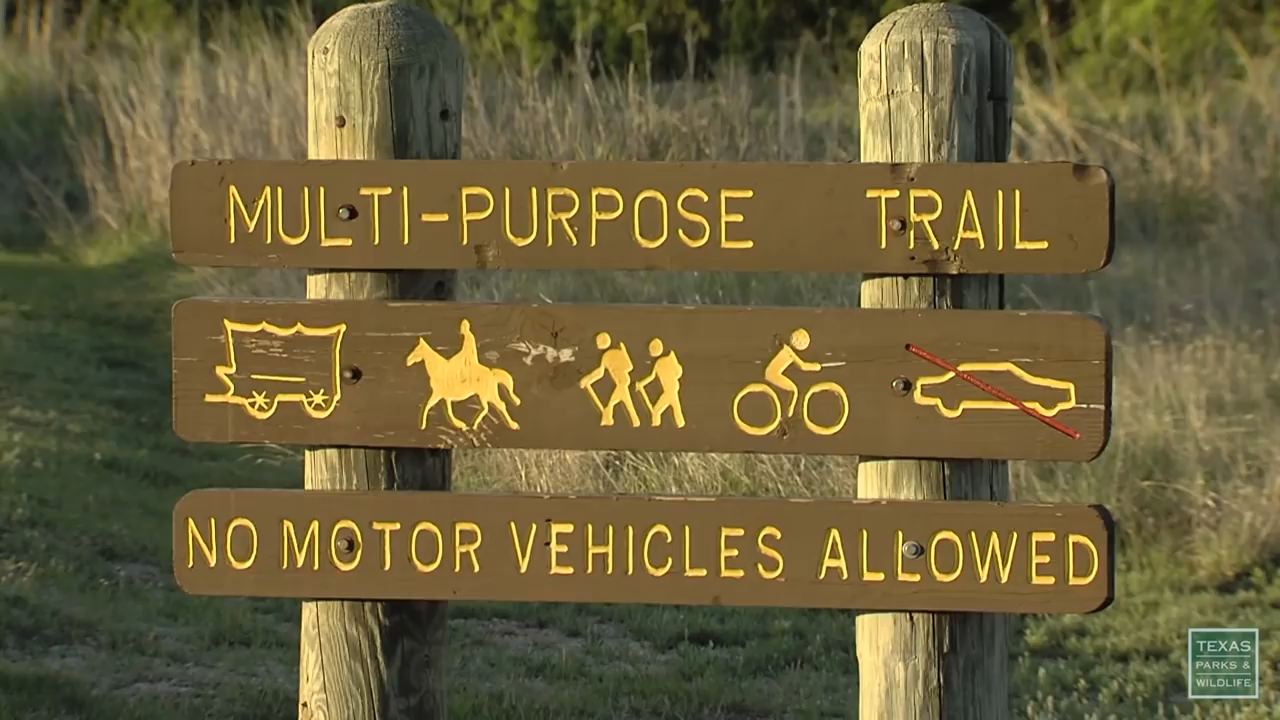 MULTI-PURPOSE TRAIL
NO MOTOR VEHICLES ALLOWED
TEXAS
PARKS &
WILDLIFE